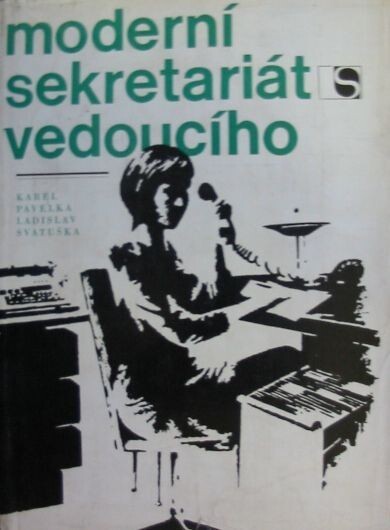 moderní
sekretariát
S
vedoucího
KAREL
PAVELKA
LADISLAV
SVATUŠKA